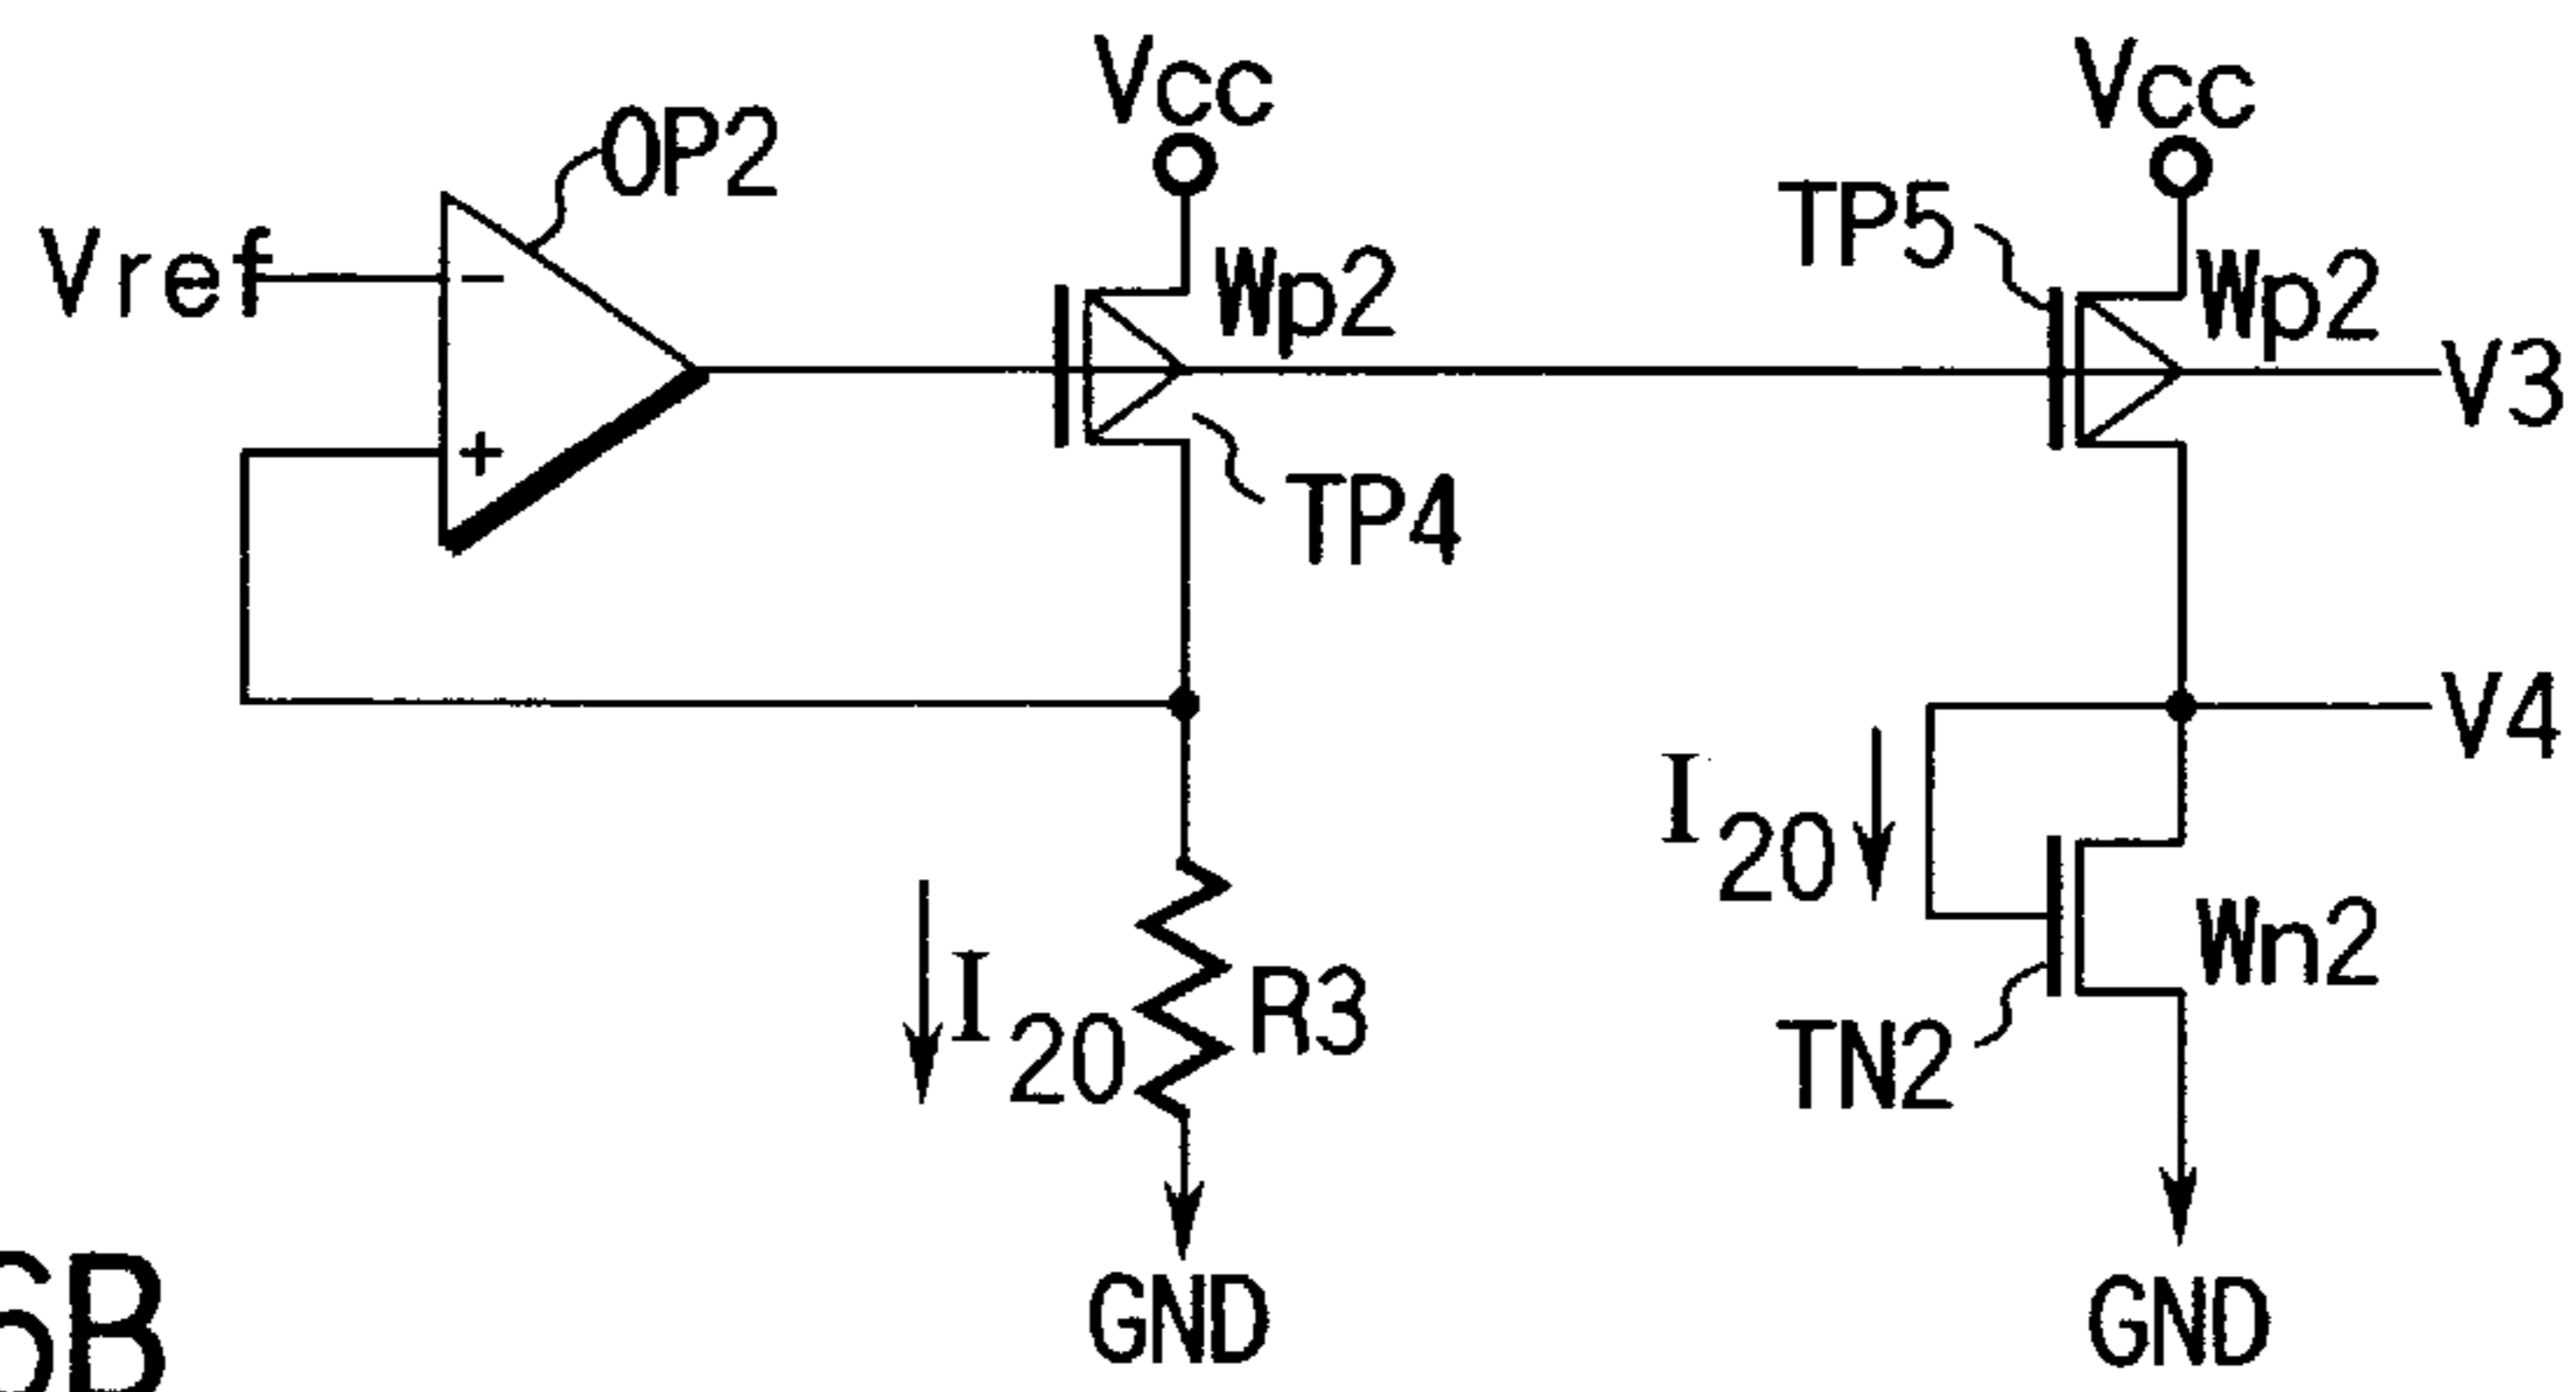 Vcc
Vcc
OP2
TP5
Vref
-
Wp2
Wp2
V3
+
TP4
V4
I20
Wn2
I20
R3
TN2
GND
GND
6B